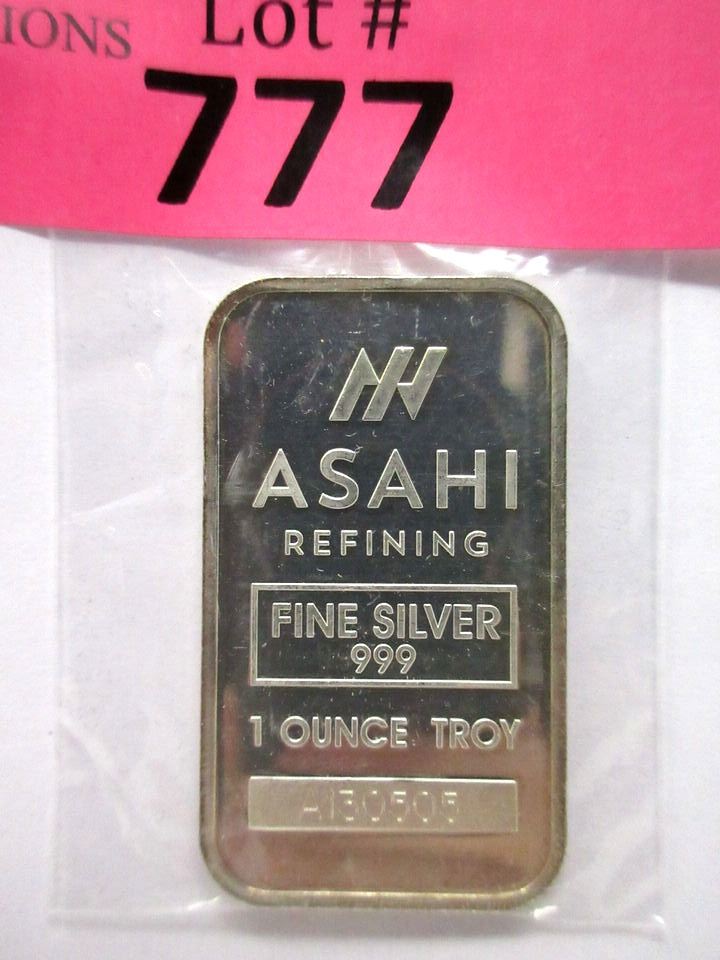 IONS Lot #
777
ASAHI
REFINING
FINE SILVER
999
1 OUNCE TROY
A130505